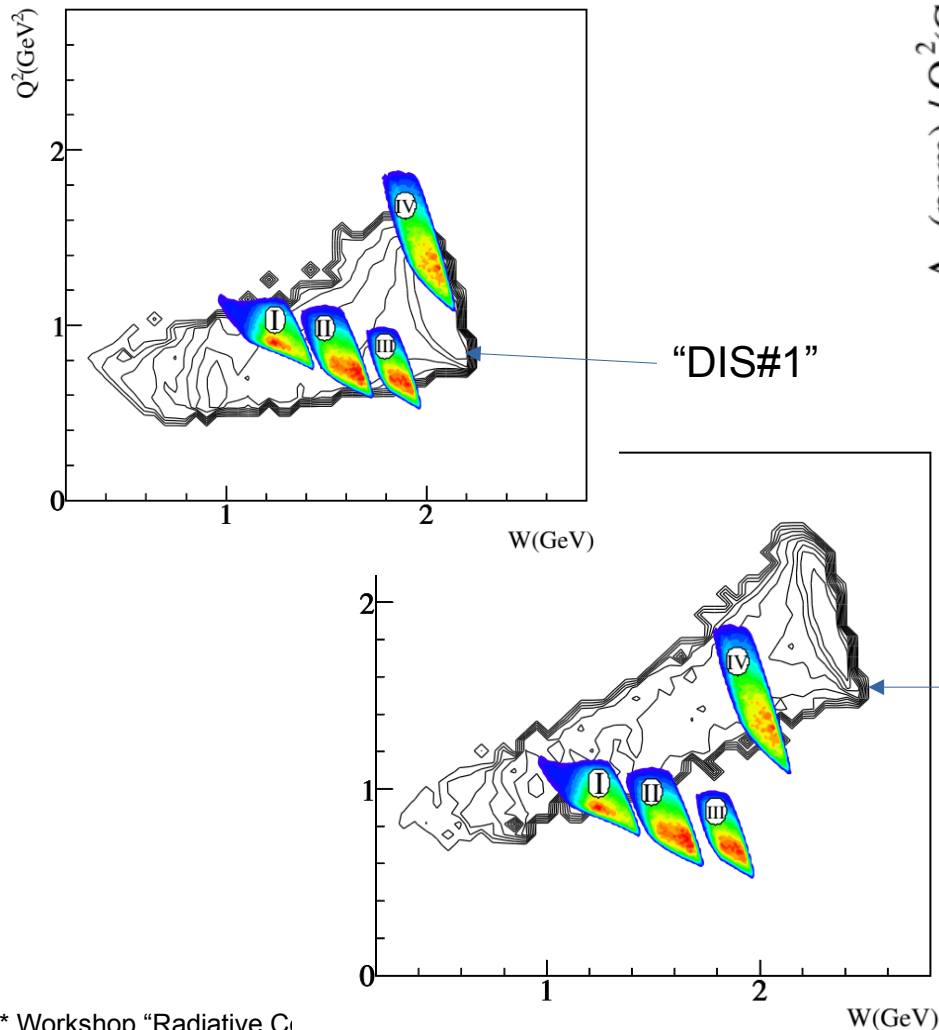 Q²(GeV²)
2
1
0
I
II
III
IV
1
2
W(GeV)
“DIS#1”
2
1
0
I
II
III
IV
1
2
W(GeV)
* Workshop “Radiative